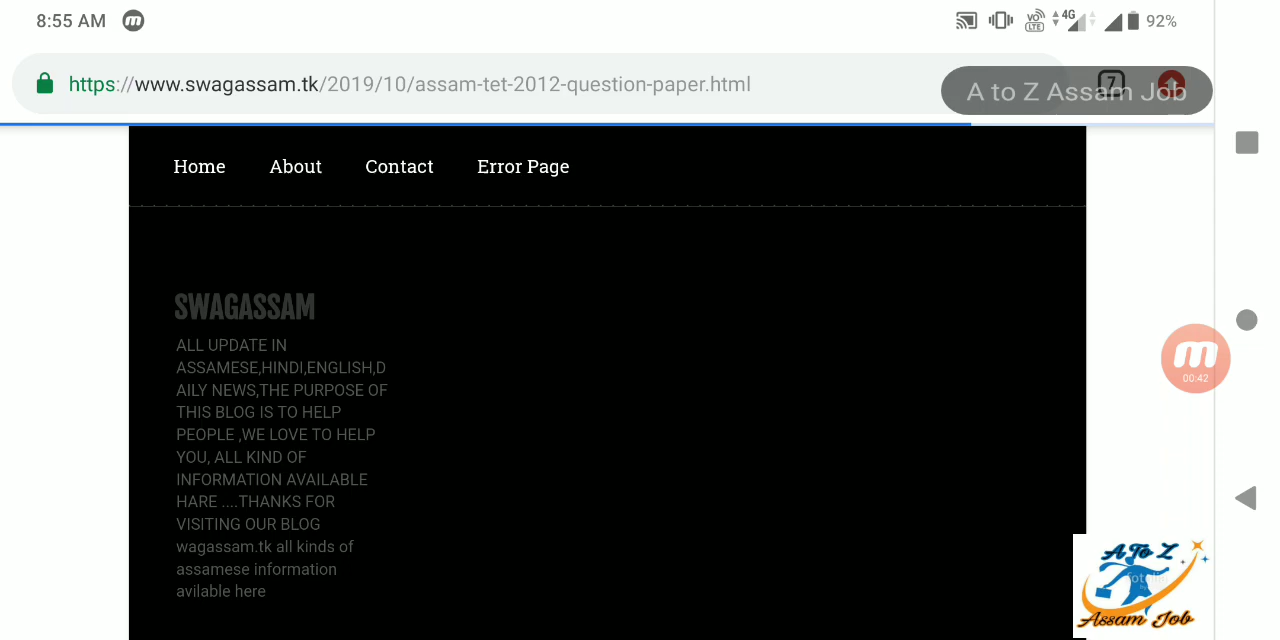 8:55 AM
VO LTE 4G 92%
https://www.swagassam.tk/2019/10/assam-tet-2012-question-paper.html
7
A to Z Assam Job
Home About Contact Error Page
SWAGASSAM
ALL UPDATE IN
ASSAMESE,HINDI,ENGLISH,D
AILY NEWS,THE PURPOSE OF
THIS BLOG IS TO HELP
PEOPLE ,WE LOVE TO HELP
YOU, ALL KIND OF
INFORMATION AVAILABLE
HARE ....THANKS FOR
VISITING OUR BLOG
wagassam.tk all kinds of
assamese information
avilable here
00:42
A To Z
Assam Job